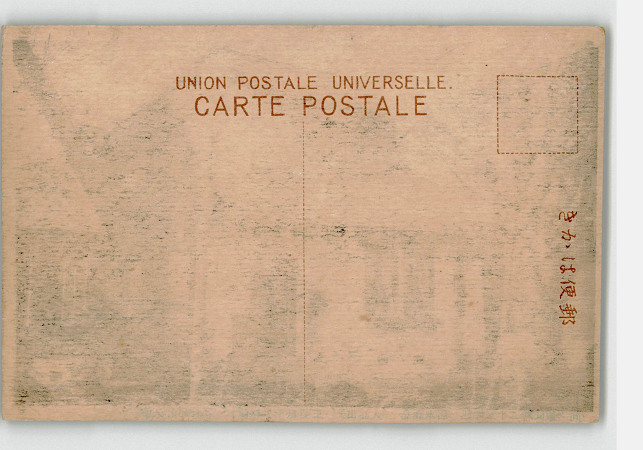 UNION POSTALE UNIVERSELLE.
CARTE POSTALE
郵便はかき